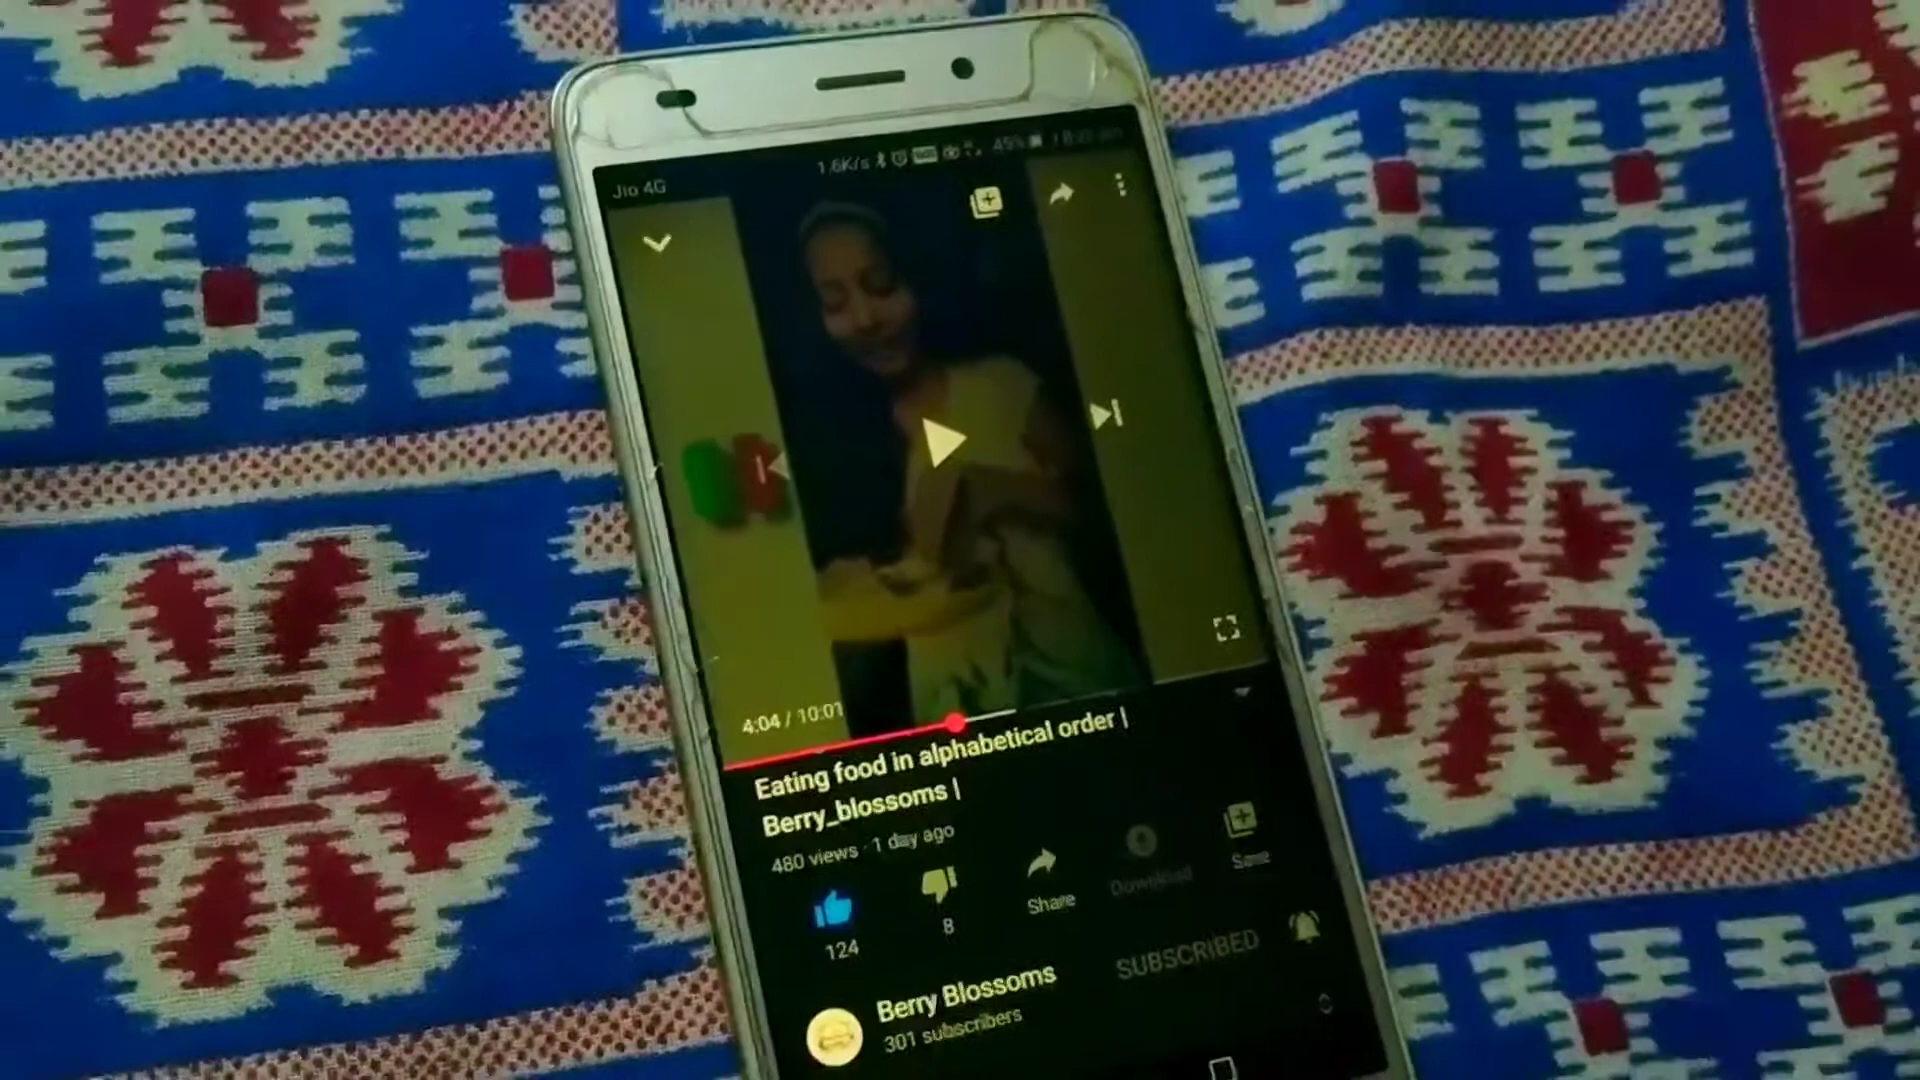 Jio 4G
1.6K/s
45%
4:04 / 10:01
Eating food in alphabetical order |
Berry_blossoms |
480 views · 1 day ago
124
8
Share
Download
Save
Berry Blossoms
SUBSCRIBED
301 subscribers